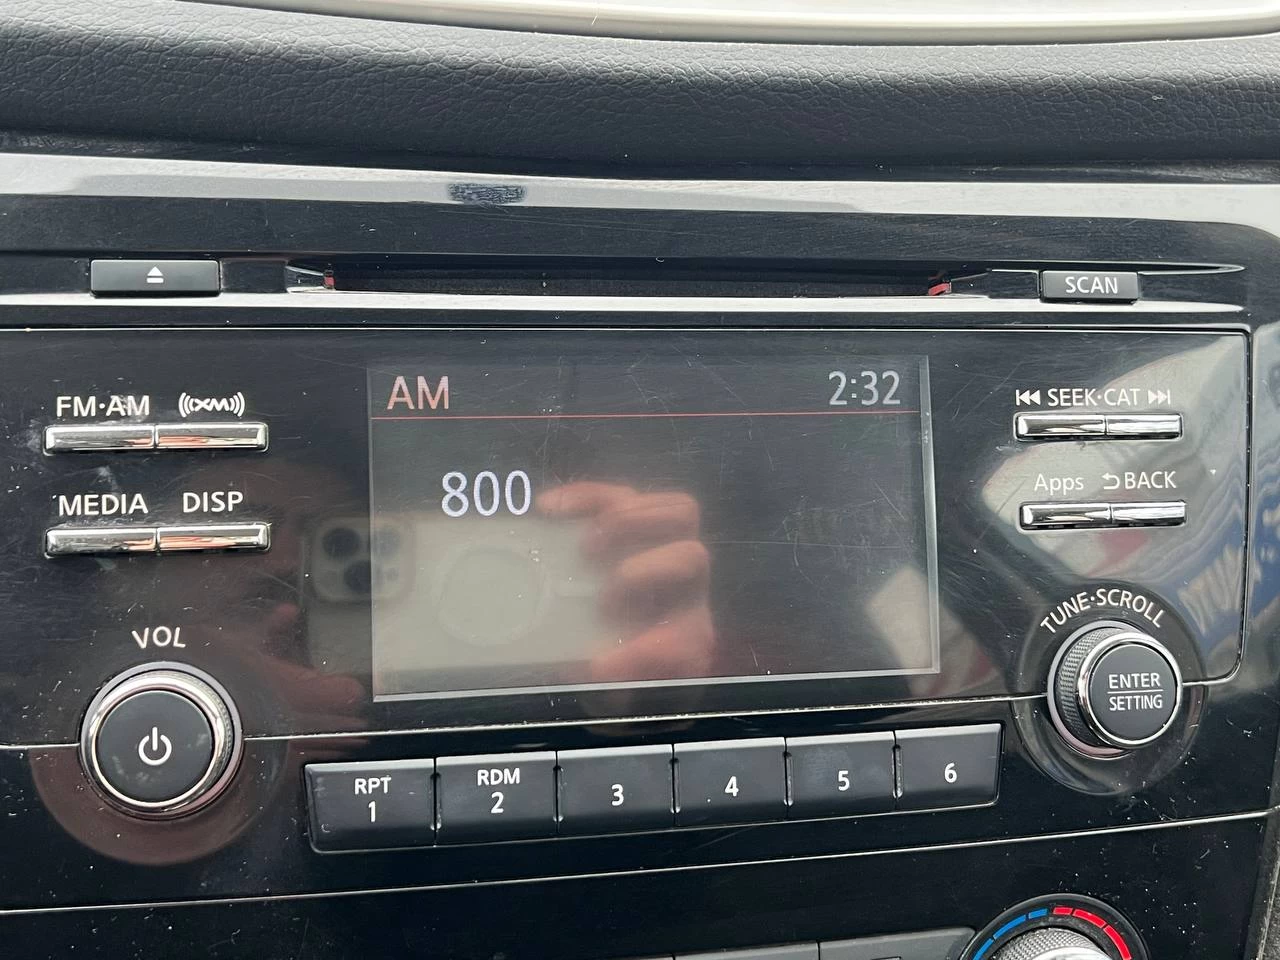 SCAN
FM·AM
((XM))
AM
2:32
⏮ SEEK·CAT ⏭
800
Apps
⮌BACK
MEDIA
DISP
VOL
TUNE·SCROLL
ENTER
SETTING
RPT
1
RDM
2
3
4
5
6